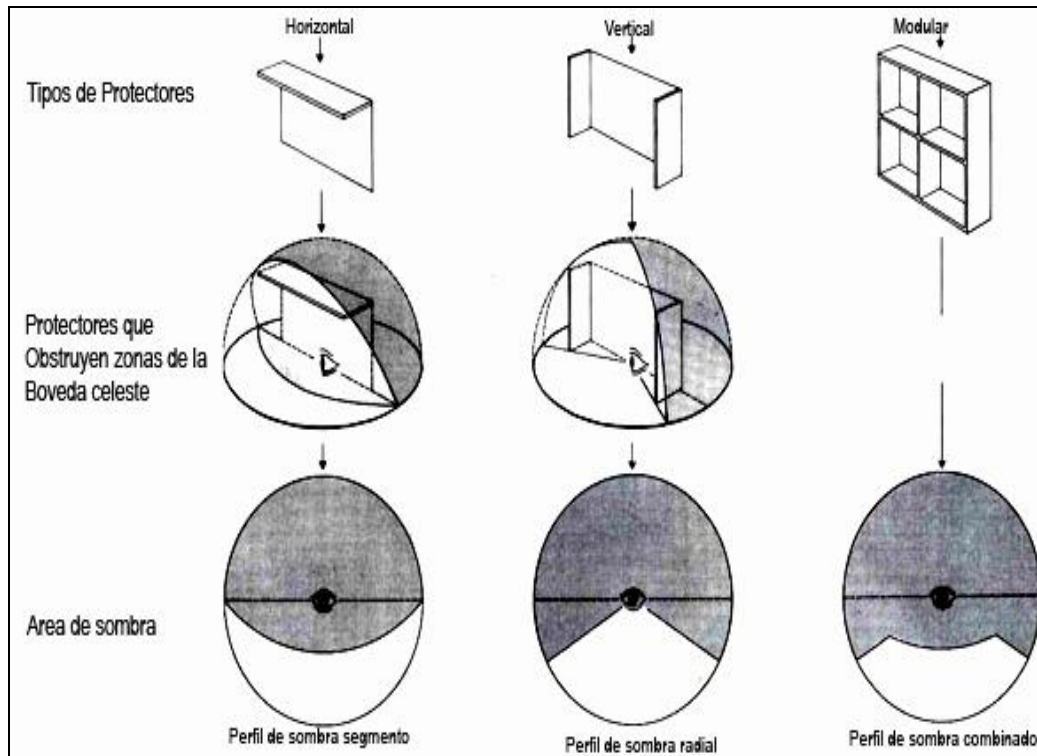 Horizontal
Vertical
Modular
Tipos de Protectores
Protectores que
Obstruyen zonas de la
Boveda celeste
Area de sombra
Perfil de sombra segmento
Perfil de sombra radial
Perfil de sombra combinado